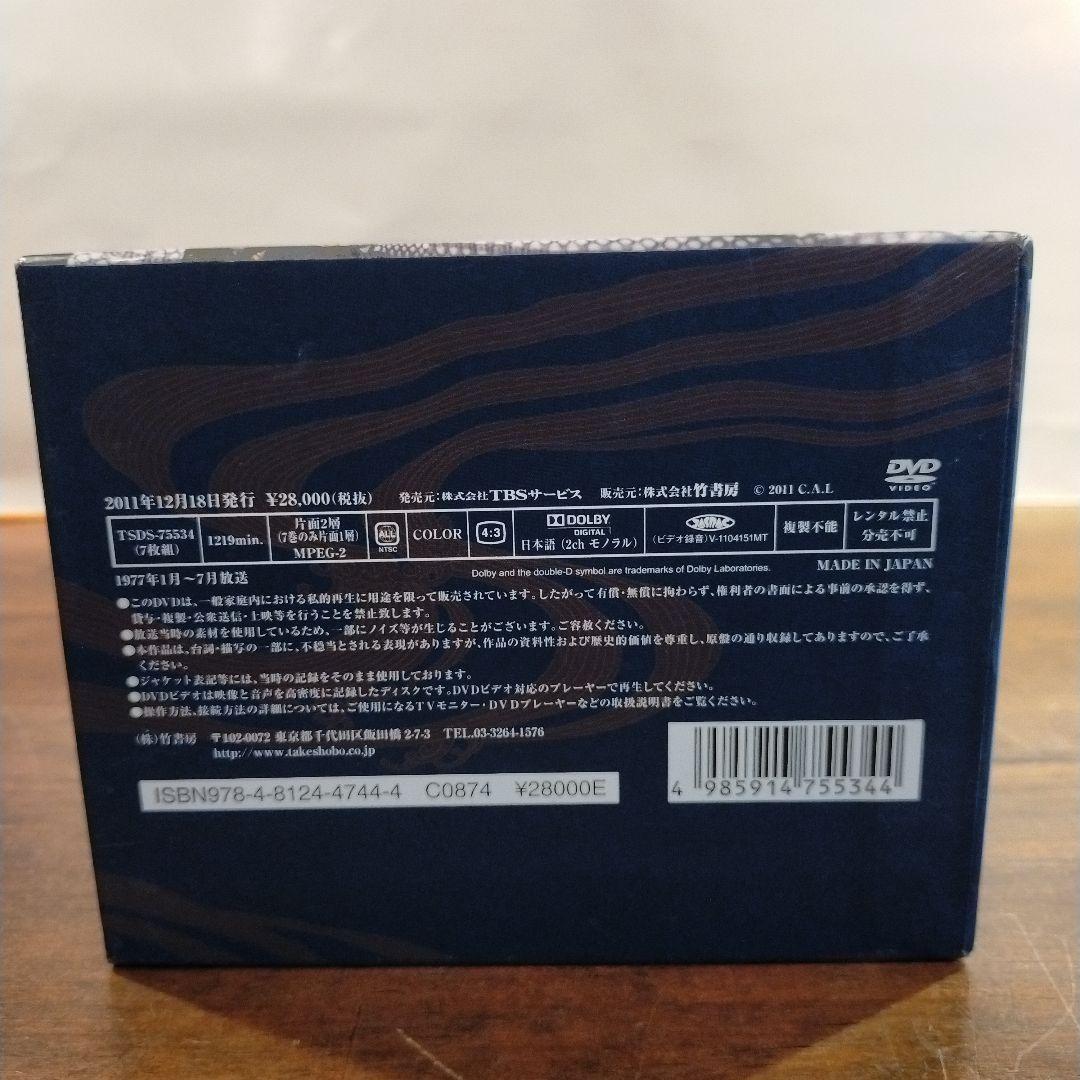 DVD
VIDEO
2011年12月18日発行 ¥28,000(税抜) 発売元:株式会社TBSサービス 販売元:株式会社竹書房 © 2011 C.A.L
TSDS-75534
(7枚組)
1219min.
片面2層
(7巻のみ片面1層)
MPEG-2
ALL
NTSC
COLOR
4:3
DOLBY
DIGITAL
日本語 (2ch モノラル)
JASRAC
(ビデオ録音)V-1104151MT
複製不能
レンタル禁止
分売不可
1977年1月〜7月放送
Dolby and the double-D symbol are trademarks of Dolby Laboratories.
MADE IN JAPAN
●このDVDは、一般家庭内における私的再生に用途を限って販売されています。したがって有償・無償に拘わらず、権利者の書面による事前の承認を得ず、
貸与・複製・公衆送信・上映等を行うことを禁止致します。
●放送当時の素材を使用しているため、一部にノイズ等が生じることがございます。ご容赦ください。
●本作品は、台詞・描写の一部に、不穏当とされる表現がありますが、作品の資料性および歴史的価値を尊重し、原盤の通り収録してありますので、ご了承
ください。
●ジャケット表記等には、当時の記録をそのまま使用しております。
●DVDビデオは映像と音声を高密度に記録したディスクです。DVDビデオ対応のプレーヤーで再生してください。
●操作方法、接続方法の詳細については、ご使用になるTVモニター・DVDプレーヤーなどの取扱説明書をご覧ください。
(株)竹書房 〒102-0072 東京都千代田区飯田橋 2-7-3 TEL.03-3264-1576
http://www.takeshobo.co.jp
ISBN978-4-8124-4744-4 C0874 ¥28000E
4 985914 755344